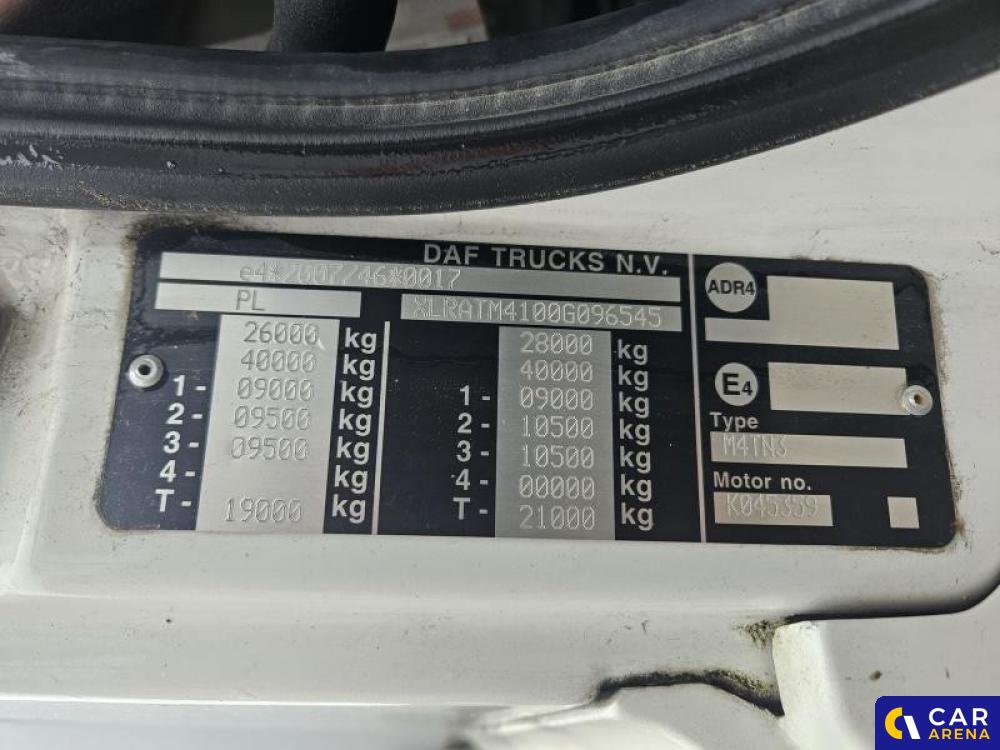 DAF TRUCKS N.V.
e4*2007/46*0017
PL XLRATM4100G096545
26000 kg 28000 kg
40000 kg 40000 kg
1- 09000 kg 1- 09000 kg
2- 09500 kg 2- 10500 kg
3- 09500 kg 3- 10500 kg
4- kg 4- 00000 kg
T- 19000 kg T- 21000 kg
ADR4
E4
Type
M4TN3
Motor no.
K045359
CAR
ARENA